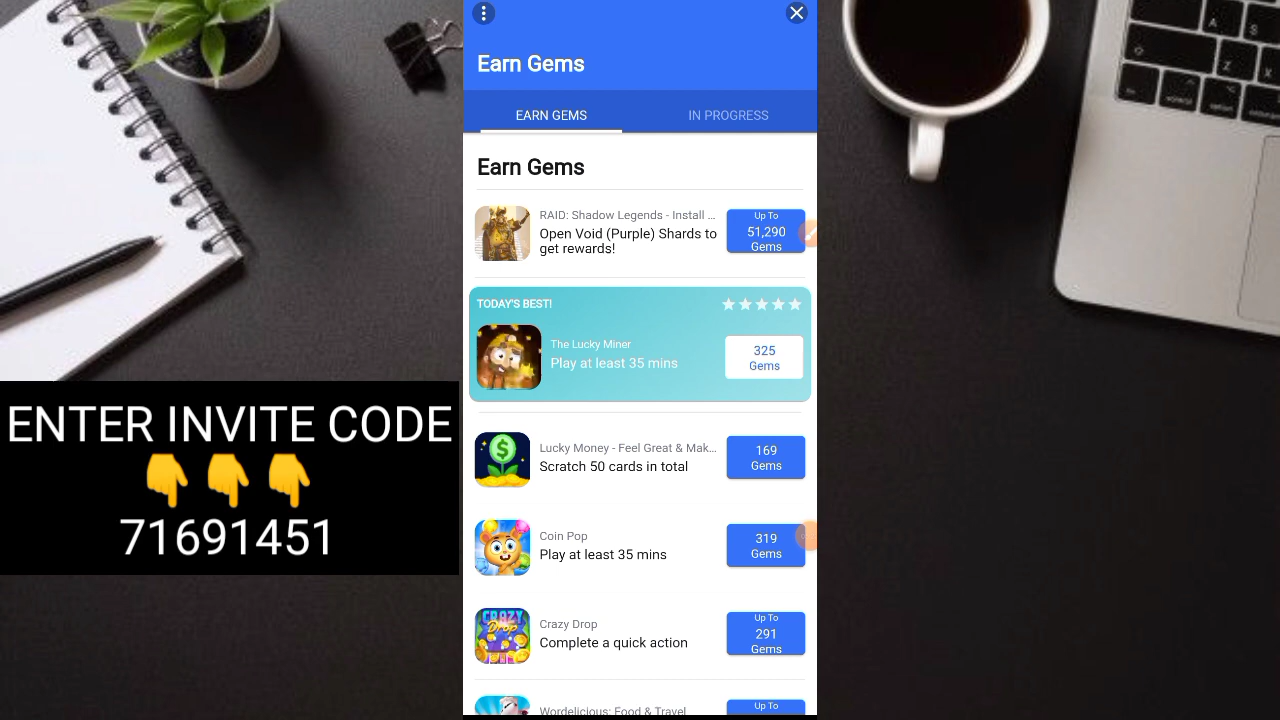 Earn Gems
EARN GEMS
IN PROGRESS
Earn Gems
RAID: Shadow Legends - Install ...
Open Void (Purple) Shards to
get rewards!
Up To
51,290
Gems
TODAY'S BEST!
The Lucky Miner
Play at least 35 mins
325
Gems
Lucky Money - Feel Great & Mak...
Scratch 50 cards in total
169
Gems
Coin Pop
Play at least 35 mins
319
Gems
CRAZY
Drop
Crazy Drop
Complete a quick action
Up To
291
Gems
Wordelicious: Food & Travel
Up To
ENTER INVITE CODE
👇👇👇
71691451
A
S
Z
X